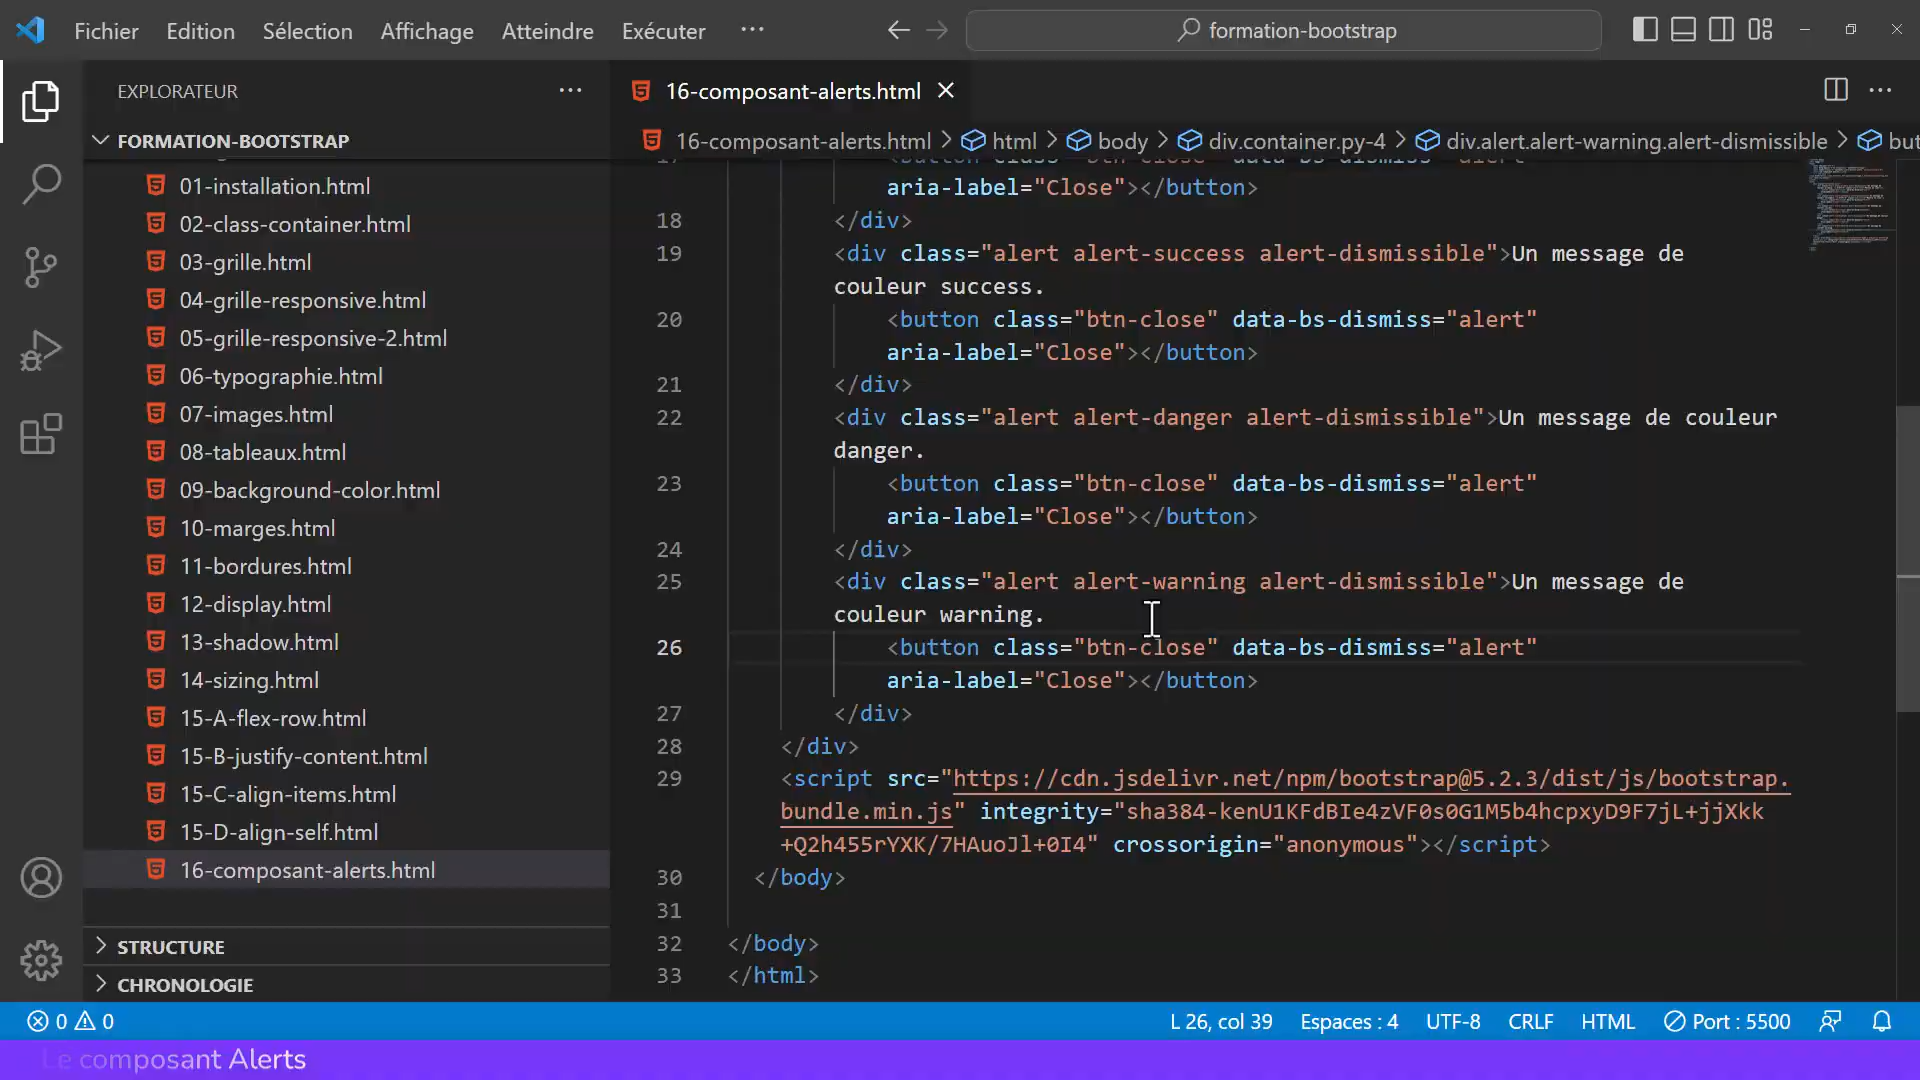 Fichier Edition Sélection Affichage Atteindre Exécuter ··· formation-bootstrap
EXPLORATEUR ···
FORMATION-BOOTSTRAP
01-installation.html
02-class-container.html
03-grille.html
04-grille-responsive.html
05-grille-responsive-2.html
06-typographie.html
07-images.html
08-tableaux.html
09-background-color.html
10-marges.html
11-bordures.html
12-display.html
13-shadow.html
14-sizing.html
15-A-flex-row.html
15-B-justify-content.html
15-C-align-items.html
15-D-align-self.html
16-composant-alerts.html
STRUCTURE
CHRONOLOGIE
16-composant-alerts.html
16-composant-alerts.html > html > body > div.container.py-4 > div.alert.alert-warning.alert-dismissible > but
17 <button class="btn-close" data-bs-dismiss="alert"
aria-label="Close"></button>
18 </div>
19 <div class="alert alert-success alert-dismissible">Un message de
couleur success.
20 <button class="btn-close" data-bs-dismiss="alert"
aria-label="Close"></button>
21 </div>
22 <div class="alert alert-danger alert-dismissible">Un message de couleur
danger.
23 <button class="btn-close" data-bs-dismiss="alert"
aria-label="Close"></button>
24 </div>
25 <div class="alert alert-warning alert-dismissible">Un message de
couleur warning.
26 <button class="btn-close" data-bs-dismiss="alert"
aria-label="Close"></button>
27 </div>
28 </div>
29 <script src="https://cdn.jsdelivr.net/npm/bootstrap@5.2.3/dist/js/bootstrap.
bundle.min.js" integrity="sha384-kenU1KFdBIe4zVF0s0G1M5b4hcpxyD9F7jL+jjXkk
+Q2h455rYXK/7HAuoJl+0I4" crossorigin="anonymous"></script>
30 </body>
31
32 </body>
33 </html>
0 0 L 26, col 39 Espaces : 4 UTF-8 CRLF HTML Port : 5500
Le composant Alerts